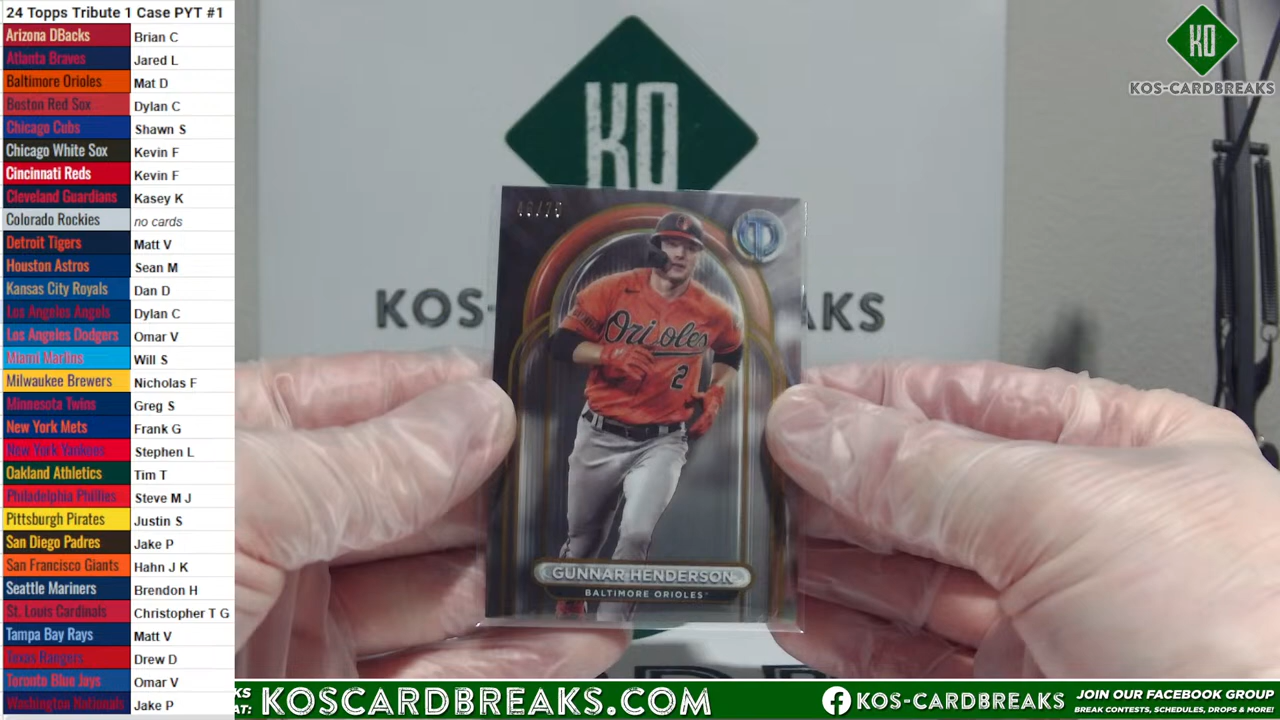 24 Topps Tribute 1 Case PYT #1
Arizona DBacks Brian C
Atlanta Braves Jared L
Baltimore Orioles Mat D
Boston Red Sox Dylan C
Chicago Cubs Shawn S
Chicago White Sox Kevin F
Cincinnati Reds Kevin F
Cleveland Guardians Kasey K
Colorado Rockies no cards
Detroit Tigers Matt V
Houston Astros Sean M
Kansas City Royals Dan D
Los Angeles Angels Dylan C
Los Angeles Dodgers Omar V
Miami Marlins Will S
Milwaukee Brewers Nicholas F
Minnesota Twins Greg S
New York Mets Frank G
New York Yankees Stephen L
Oakland Athletics Tim T
Philadelphia Phillies Steve M J
Pittsburgh Pirates Justin S
San Diego Padres Jake P
San Francisco Giants Hahn J K
Seattle Mariners Brendon H
St. Louis Cardinals Christopher T G
Tampa Bay Rays Matt V
Texas Rangers Drew D
Toronto Blue Jays Omar V
Washington Nationals Jake P
KO
KOS- AKS
Orioles
2
GUNNAR HENDERSON
BALTIMORE ORIOLES
KO
KOS-CARDBREAKS
KS
AT:
KOSCARDBREAKS.COM
KOS-CARDBREAKS
JOIN OUR FACEBOOK GROUP
BREAK CONTESTS, SCHEDULES, DROPS & MORE!